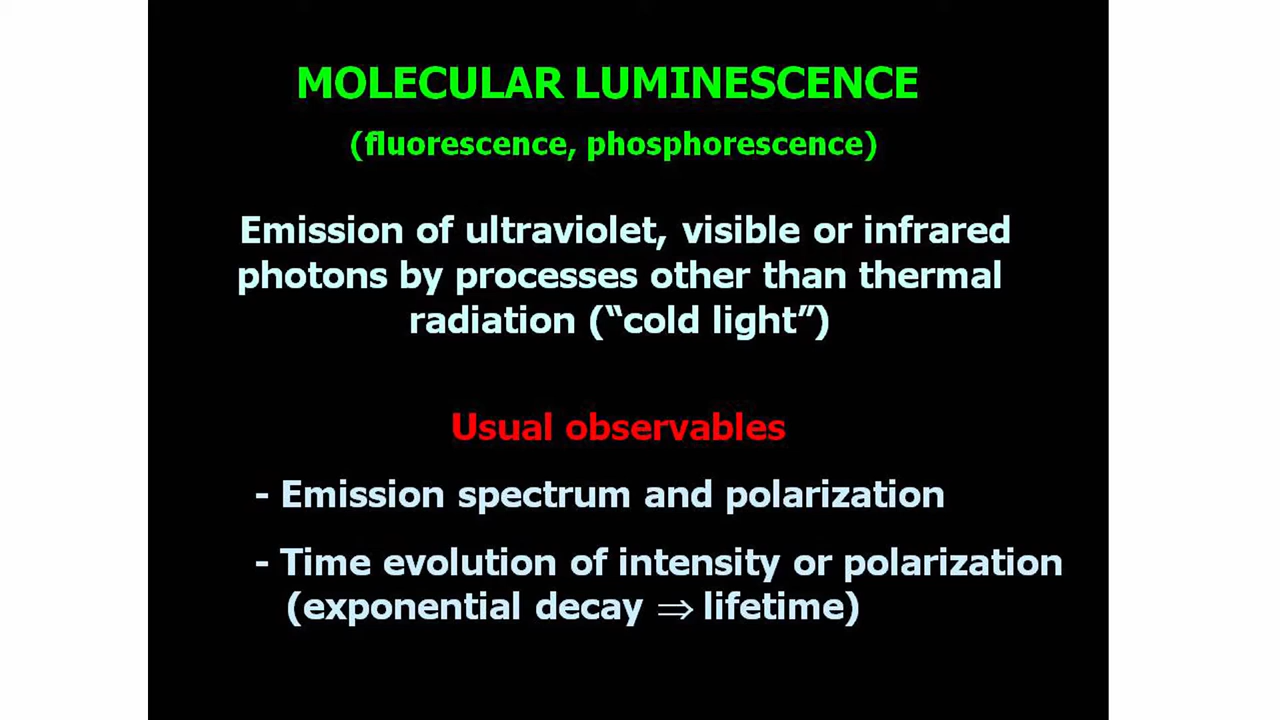 MOLECULAR LUMINESCENCE
(fluorescence, phosphorescence)
Emission of ultraviolet, visible or infrared
photons by processes other than thermal
radiation (“cold light”)
Usual observables
- Emission spectrum and polarization
- Time evolution of intensity or polarization
(exponential decay ⇒ lifetime)